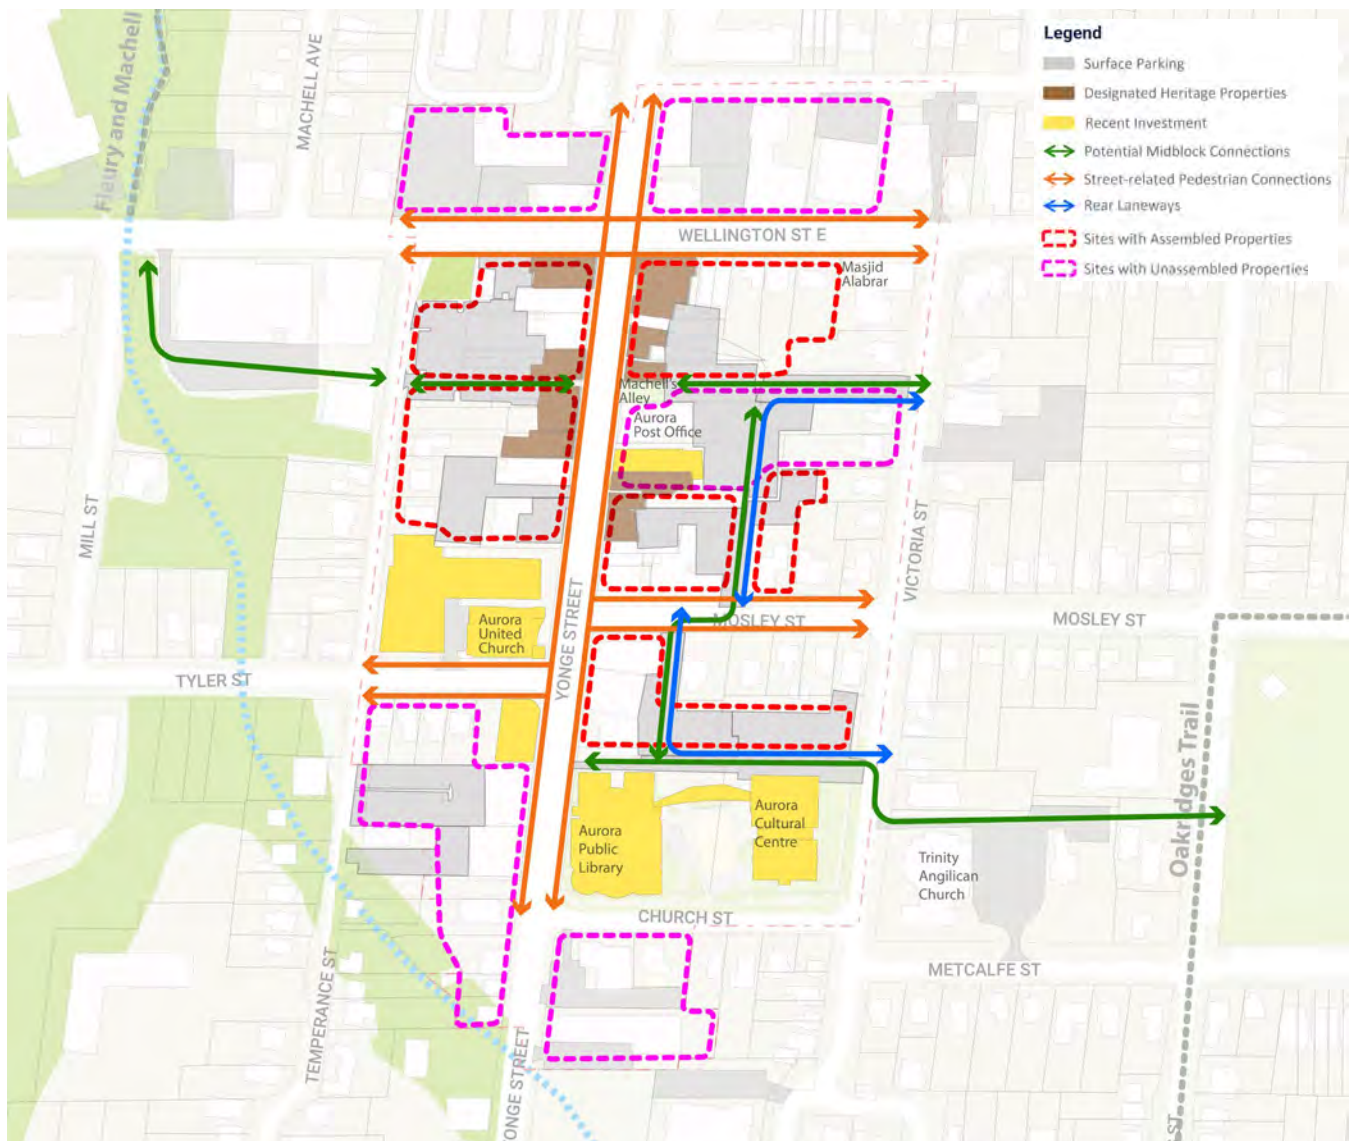 Legend
Surface Parking
Designated Heritage Properties
Recent Investment
Potential Midblock Connections
Street-related Pedestrian Connections
Rear Laneways
Sites with Assembled Properties
Sites with Unassembled Properties
Fleury and Machell
MACHELL AVE
WELLINGTON ST E
Masjid
Alabrar
Machell's
Alley
Aurora
Post Office
MILL ST
VICTORIA ST
YONGE STREET
Aurora
United
Church
MOSLEY ST
MOSLEY ST
TYLER ST
Oakridges Trail
Aurora
Public
Library
Aurora
Cultural
Centre
Trinity
Angilican
Church
CHURCH ST
METCALFE ST
TEMPERANCE ST
YONGE STREET
ST